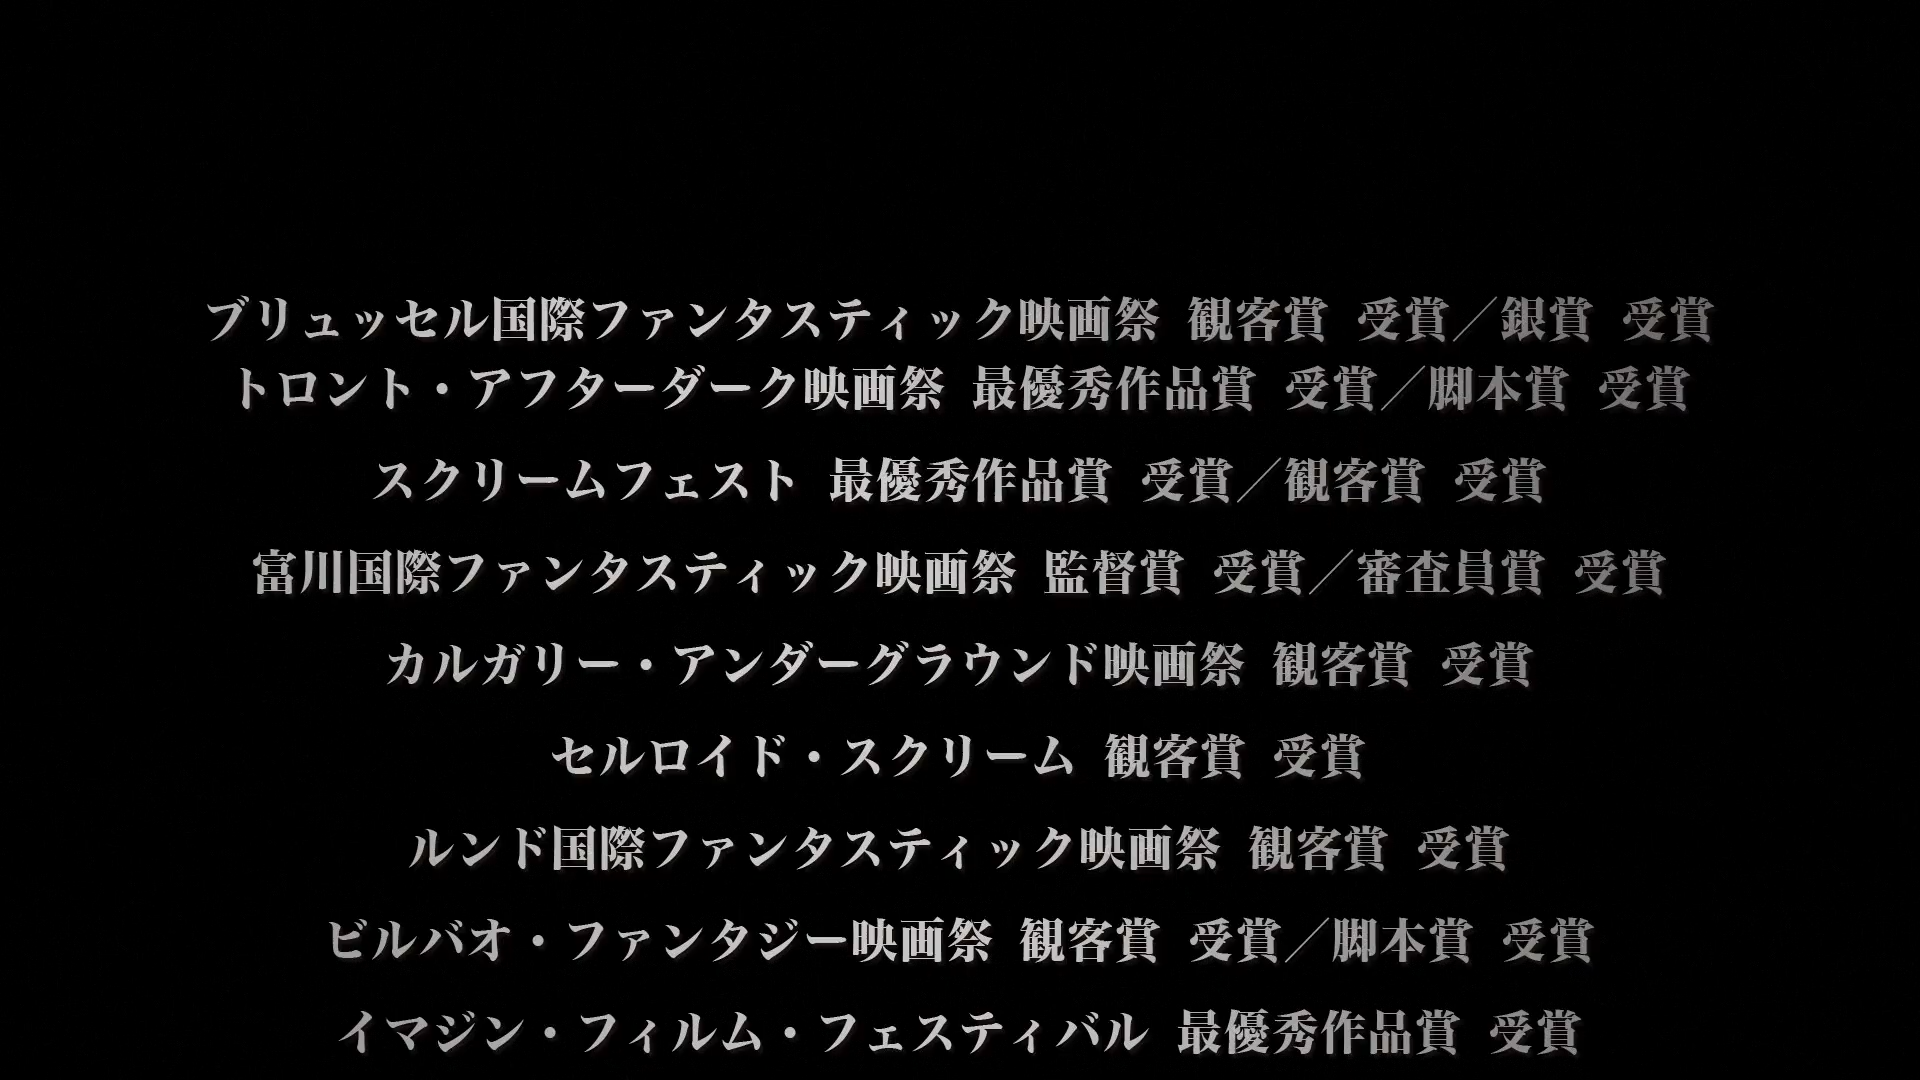 ブリュッセル国際ファンタスティック映画祭 観客賞 受賞／銀賞 受賞
トロント・アフターダーク映画祭 最優秀作品賞 受賞／脚本賞 受賞
スクリームフェスト 最優秀作品賞 受賞／観客賞 受賞
富川国際ファンタスティック映画祭 監督賞 受賞／審査員賞 受賞
カルガリー・アンダーグラウンド映画祭 観客賞 受賞
セルロイド・スクリーム 観客賞 受賞
ルンド国際ファンタスティック映画祭 観客賞 受賞
ビルバオ・ファンタジー映画祭 観客賞 受賞／脚本賞 受賞
イマジン・フィルム・フェスティバル 最優秀作品賞 受賞